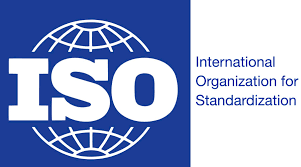 ISO
International
Organization for
Standardization